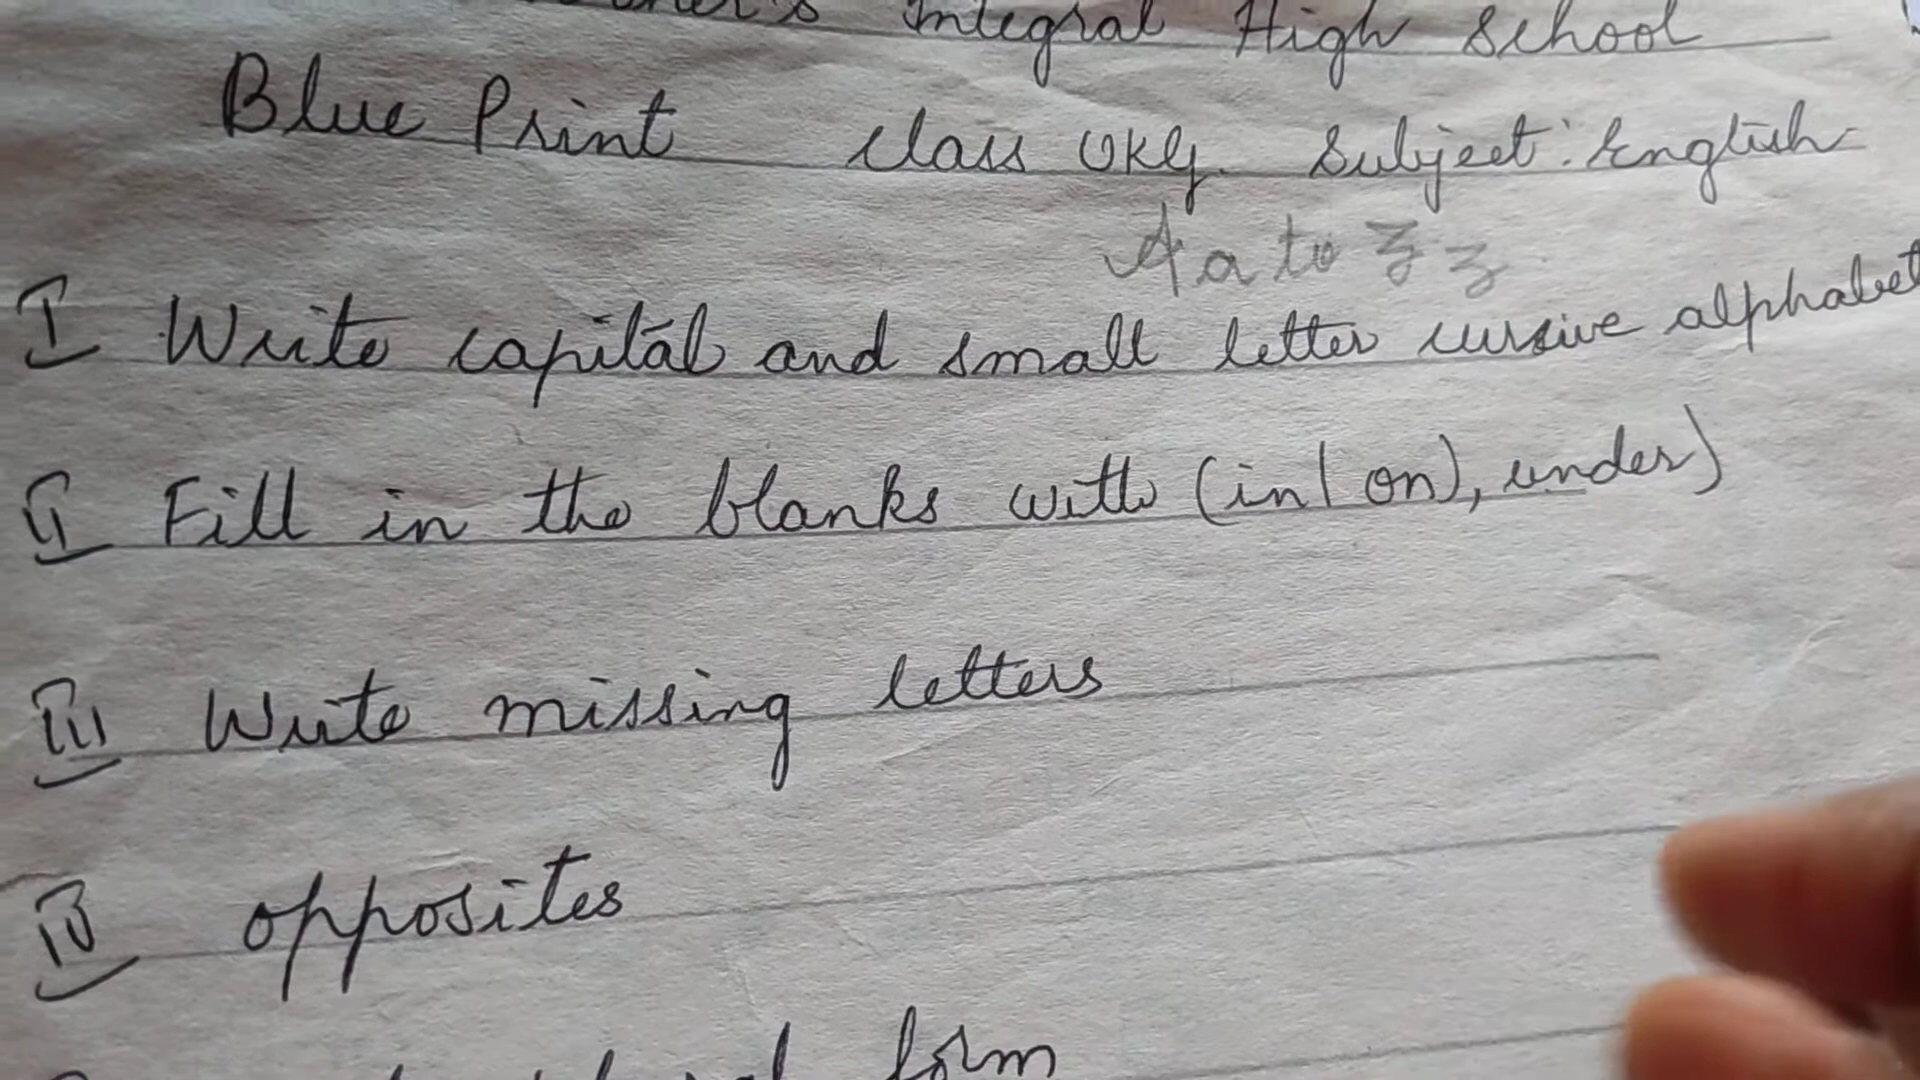 Integral High School
Blue Print class UKG. Subject: English
Aa to Zz
I Write capital and small letter cursive alphabet
II Fill in the blanks with (in/on), under)
III Write missing letters
IV opposites
form